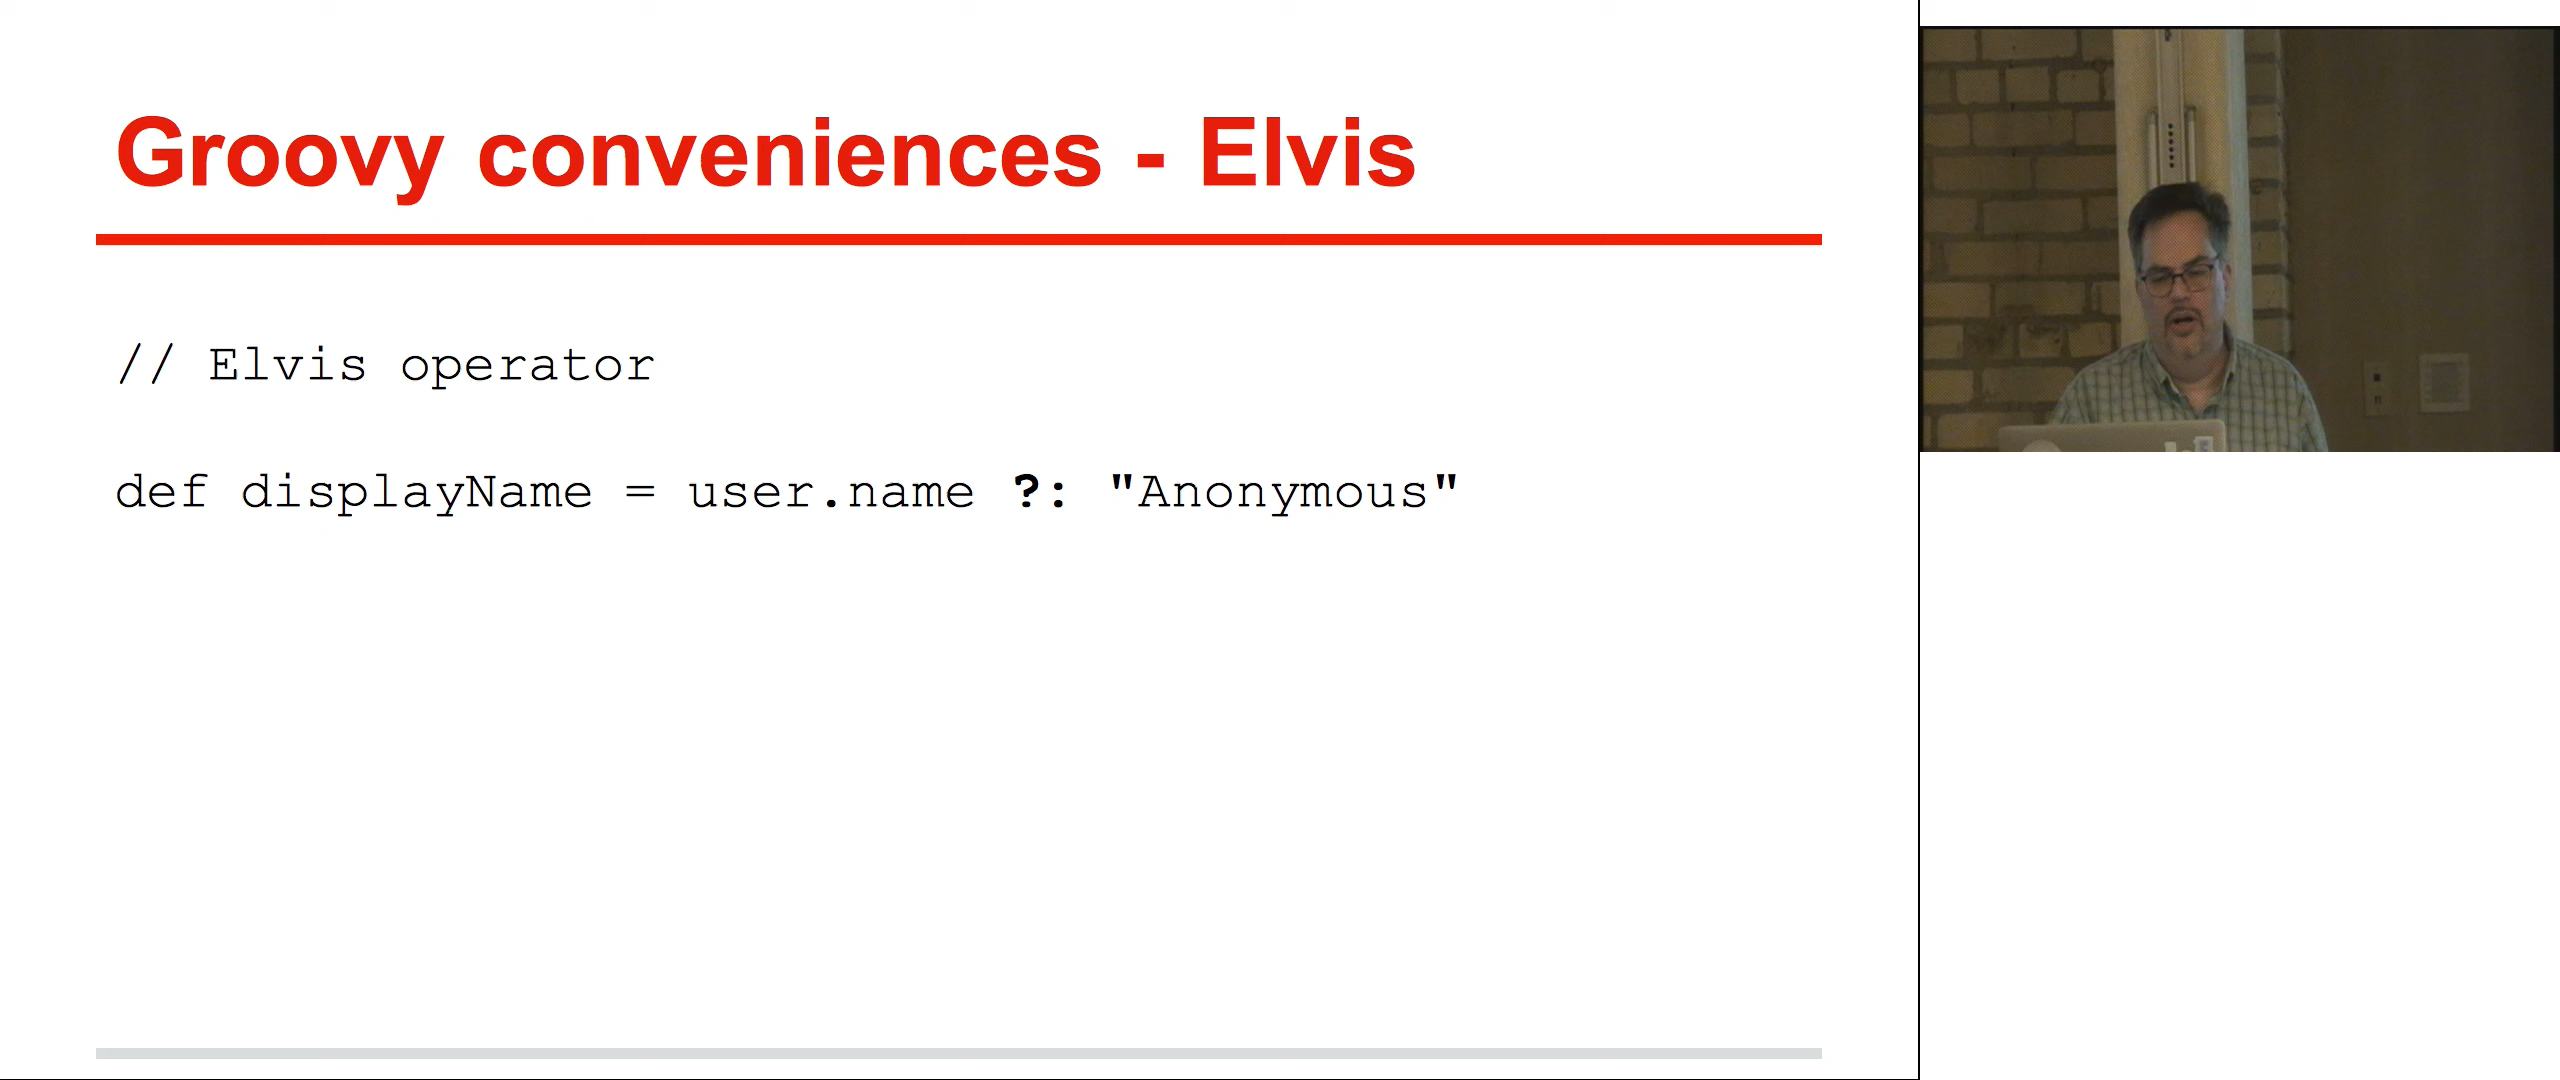 Groovy conveniences - Elvis
// Elvis operator
def displayName = user.name ?: "Anonymous"